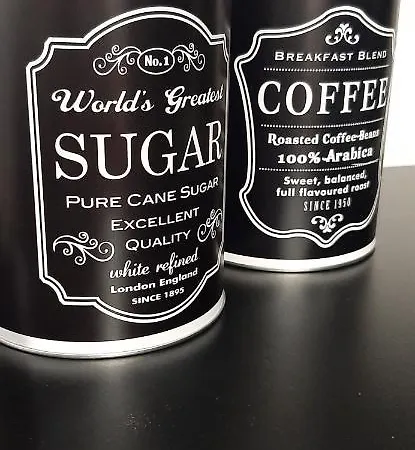 No.1
World's Greatest
SUGAR
PURE CANE SUGAR
EXCELLENT
QUALITY
white refined
London England
SINCE 1895
BREAKFAST BLEND
COFFEE
Roasted Coffee Beans
100% Arabica
Sweet, balanced,
full flavoured roast
SINCE 1950